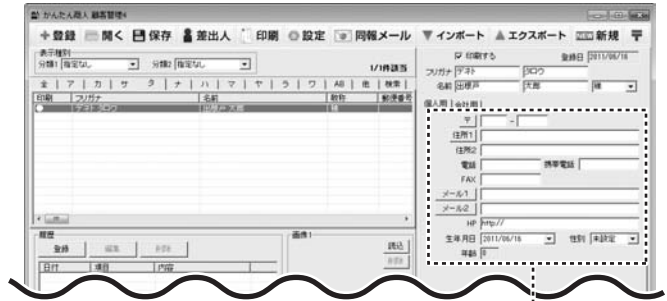 かんたん商人 顧客管理4
登録 開く 保存 差出人 印刷 設定 同報メール インポート エクスポート 新規 〒
表示種別
分類1 指定なし 分類2 指定なし 1/1件該当
全 ア カ サ タ ナ ハ マ ヤ ラ ワ AB 他 検索
印刷 フリガナ 名前 敬称 郵便番号
デネト タロウ 出根戸 太郎 様
印刷する 登録日 2011/06/16
フリガナ デネト タロウ
名前 出根戸 太郎 様
個人用 会社用
〒 -
住所1
住所2
電話 携帯電話
FAX
メール1
メール2
HP http://
生年月日 2011/06/16 性別 未設定
年齢 0
履歴
登録 編集 削除
日付 項目 内容
画像1
読込
削除